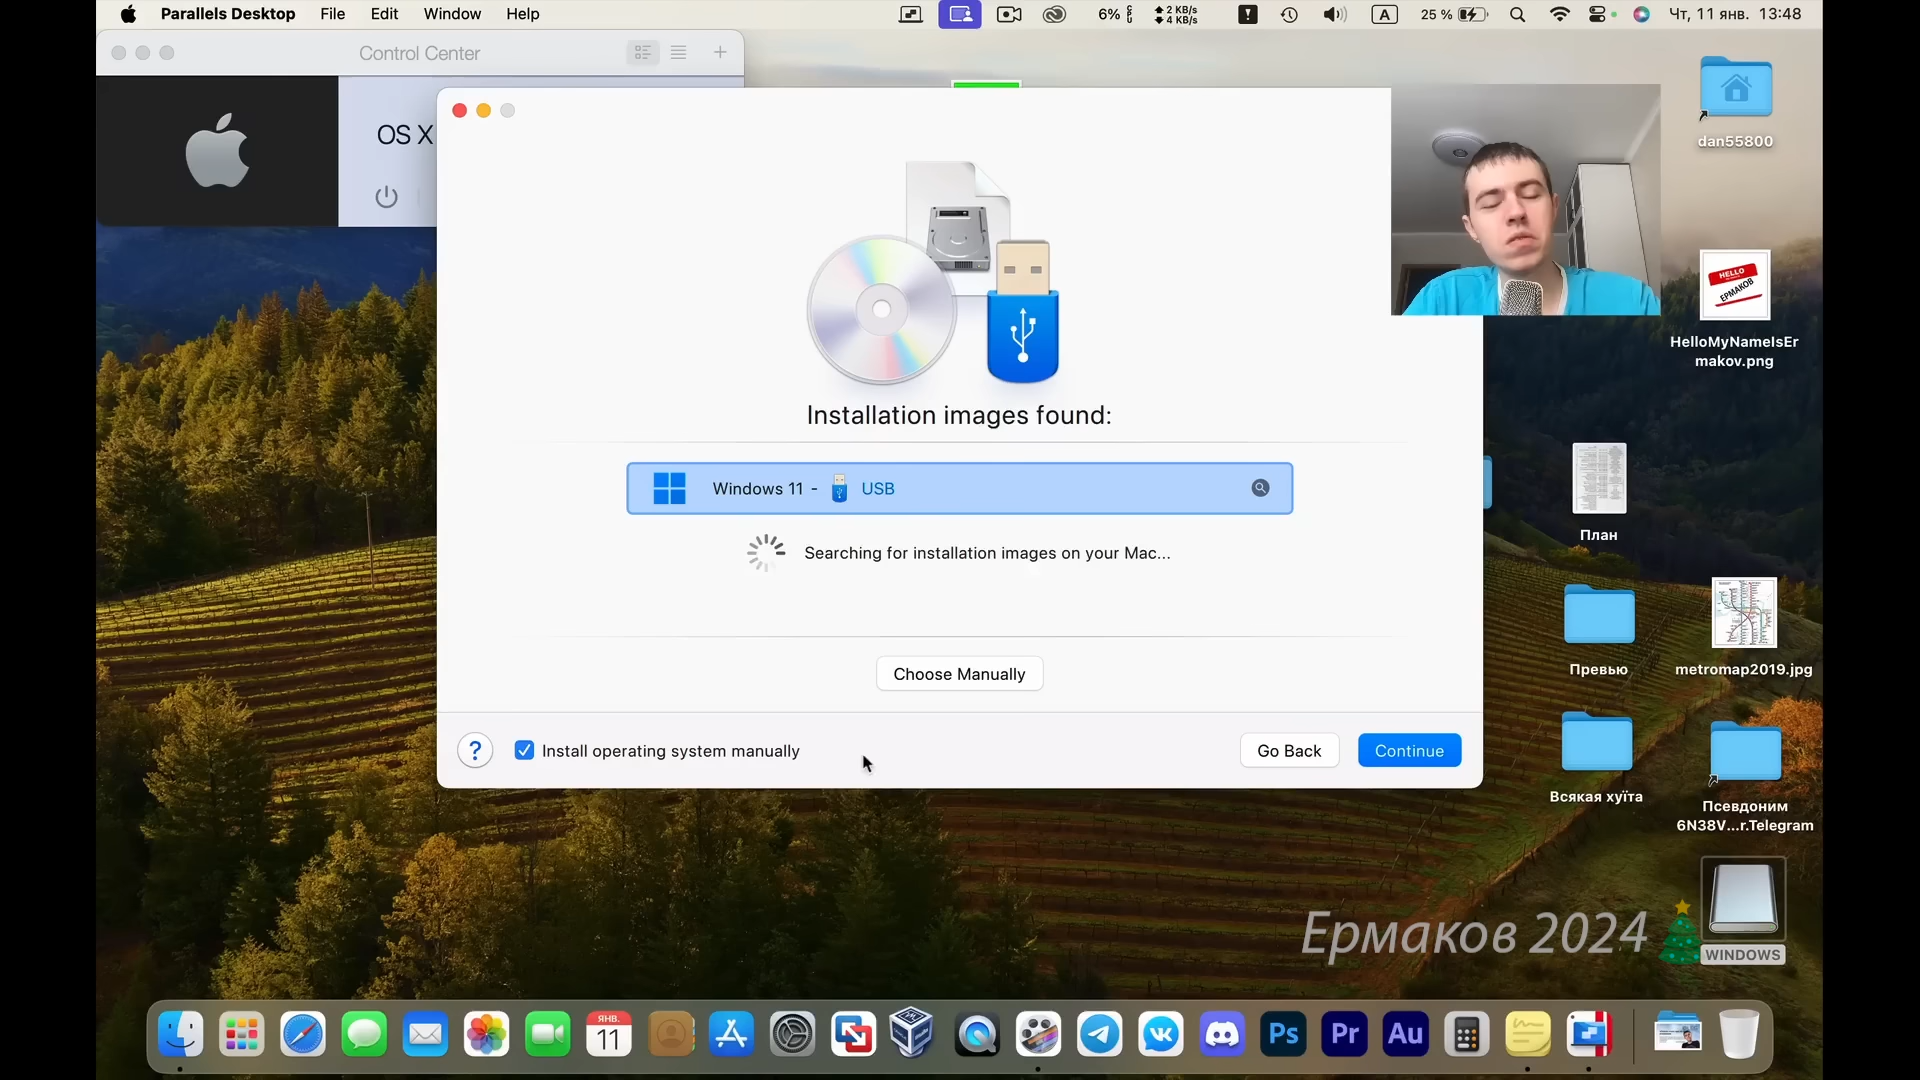 Parallels Desktop File Edit Window Help
6% 2 KB/s 4 KB/s A 25 % Чт, 11 янв. 13:48
Control Center
OS X
dan55800
HELLO
ЕРМАКОВ
HelloMyNameIsEr
makov.png
Installation images found:
Windows 11 - USB
Searching for installation images on your Mac...
Choose Manually
? Install operating system manually
Go Back
Continue
План
Превью
metromap2019.jpg
Всякая хуїта
Псевдоним
6N38V...r.Telegram
Ермаков 2024
WINDOWS
ЯНВ.
11
Ps
Pr
Au